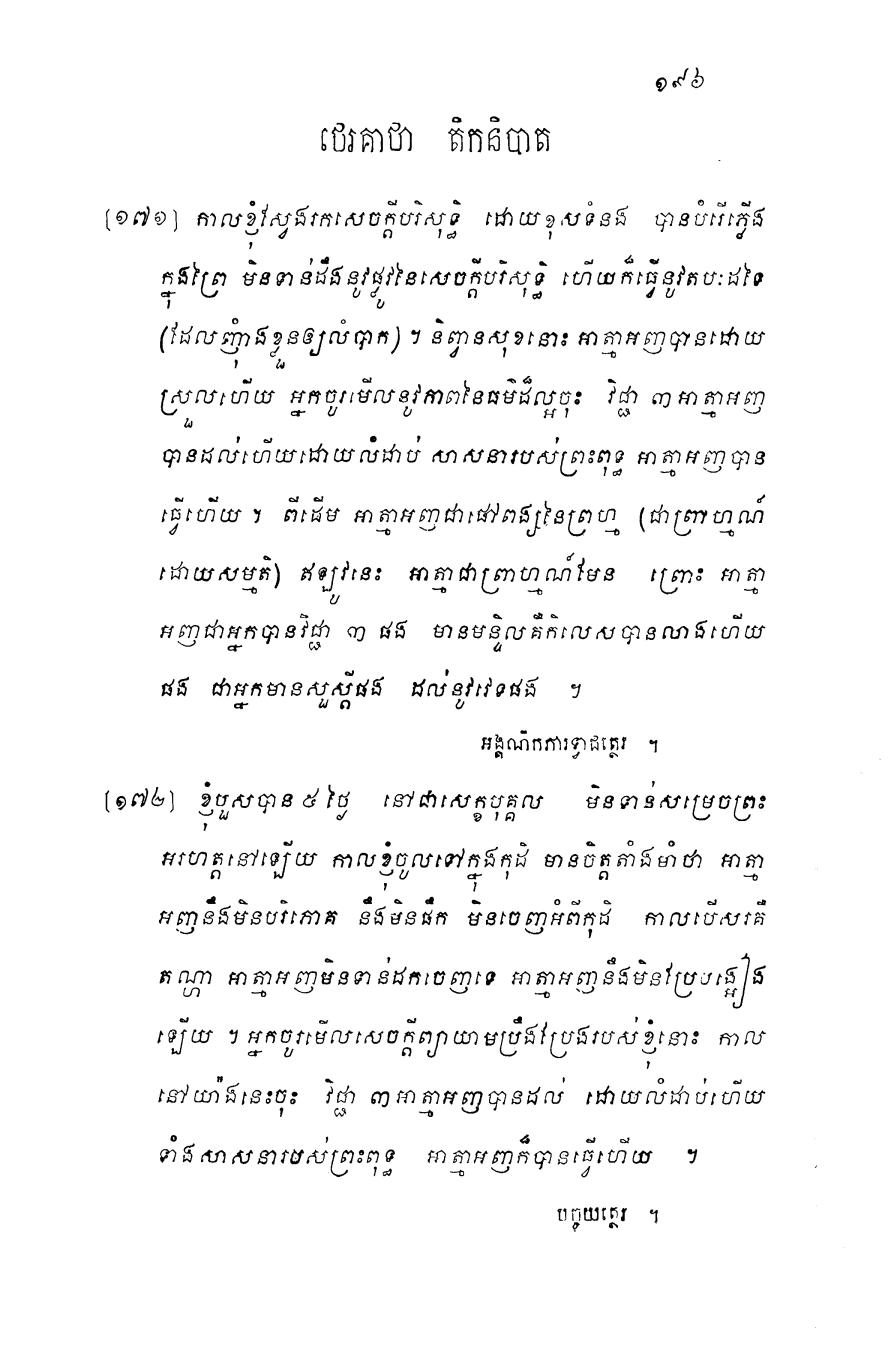 ១៩៦
ថេរគាថា តិកនិបាត
[១៧១] កាលខ្ញុំស្វែងរកសេចក្តីបរិសុទ្ធិ ដោយខុសទំនង បានបំរើភ្លើង
ក្នុងព្រៃ មិនទាន់ដឹងនូវផ្លូវនៃសេចក្តីបរិសុទ្ធិ ហើយក៏ធ្វើនូវតបៈដទៃ
(ដែលញ៉ាំងខ្លួនឲ្យលំបាក) ។ និព្វានសុខនោះ អាត្មាអញបានដោយ
ស្រួលហើយ អ្នកចូរមើលនូវភាពនៃធម៌ដ៏ល្អចុះ វិជ្ជា ៣ អាត្មាអញ
បានដល់ហើយដោយលំដាប់ សាសនារបស់ព្រះពុទ្ធ អាត្មាអញបាន
ធ្វើហើយ ។ ពីដើម អាត្មាអញជាផៅពង្សនៃព្រហ្ម (ជាព្រាហ្មណ៍
ដោយសម្មតិ) ឥឡូវនេះ អាត្មាជាព្រាហ្មណ៍មែន ព្រោះ អាត្មា
អញជាអ្នកបានវិជ្ជា ៣ ផង មានមន្ទិលគឺកិលេសបានលាងហើយ
ផង ជាអ្នកមានសួស្តីផង ដល់នូវវេទផង ។
អង្គណិកភារទ្វាជត្ថេរ ។
[១៧២] ខ្ញុំបួសបាន ៥ ថ្ងៃ នៅជាសេក្ខបុគ្គល មិនទាន់សម្រេចព្រះ
អរហត្តនៅឡើយ កាលខ្ញុំចូលទៅក្នុងកុដិ មានចិត្តតាំងមាំថា អាត្មា
អញនឹងមិនបរិភោគ នឹងមិនផឹក មិនចេញអំពីកុដិ កាលបើសរគឺ
តណ្ហា អាត្មាអញមិនទាន់ដកចេញទេ អាត្មាអញនឹងមិនប្រែបង្អៀង
ឡើយ ។ អ្នកចូរមើលសេចក្តីព្យាយាមប្រឹងប្រែងរបស់ខ្ញុំនោះ កាល
នៅយ៉ាងនេះចុះ វិជ្ជា ៣ អាត្មាអញបានដល់ ដោយលំដាប់ហើយ
ទាំងសាសនារបស់ព្រះពុទ្ធ អាត្មាអញក៏បានធ្វើហើយ ។
បច្ចយត្ថេរ ។